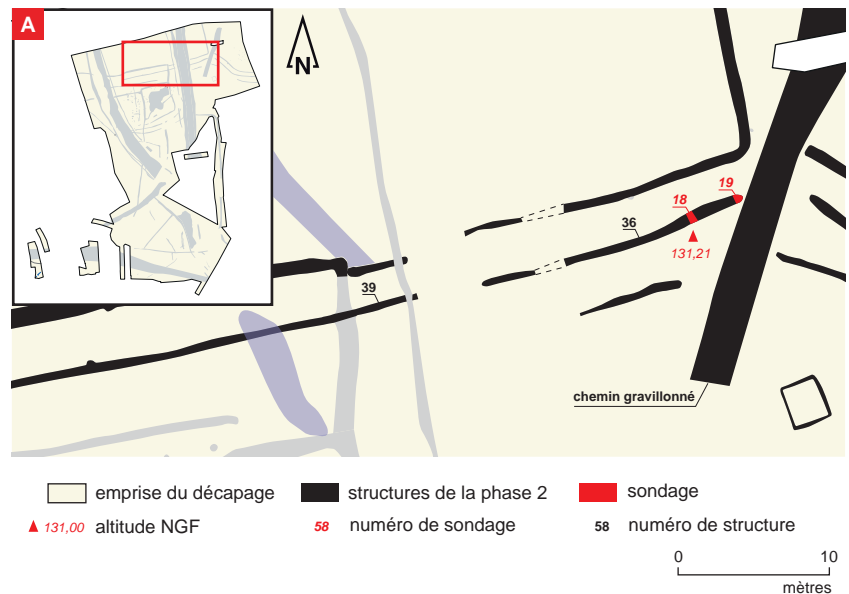 A
N
19
18
36
131,21
39
chemin gravillonné
emprise du décapage
structures de la phase 2
sondage
131,00 altitude NGF
58 numéro de sondage
58 numéro de structure
0 10
mètres